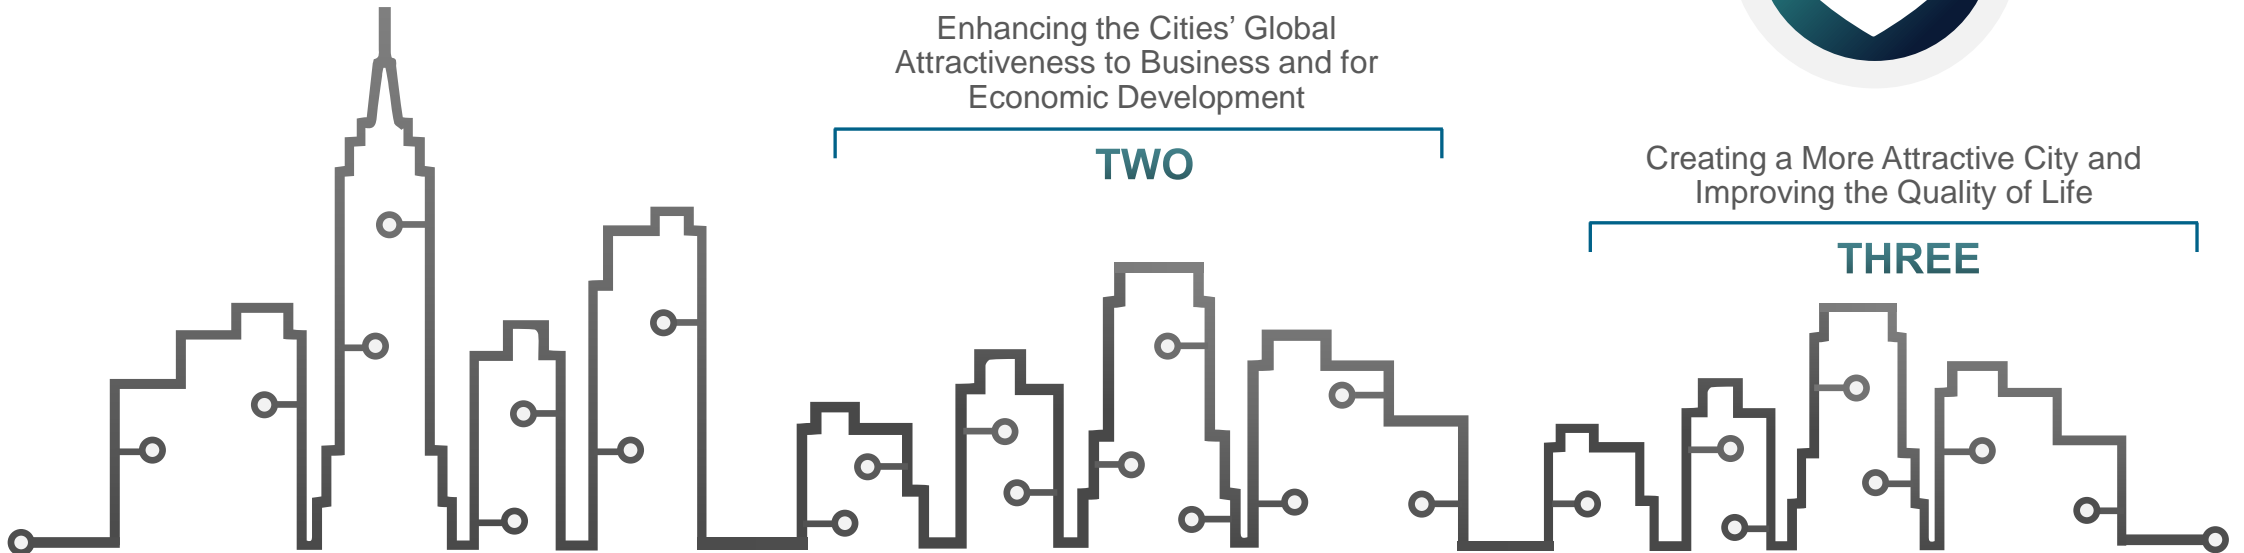 Enhancing the Cities’ Global
Attractiveness to Business and for
Economic Development
TWO
Creating a More Attractive City and
Improving the Quality of Life
THREE